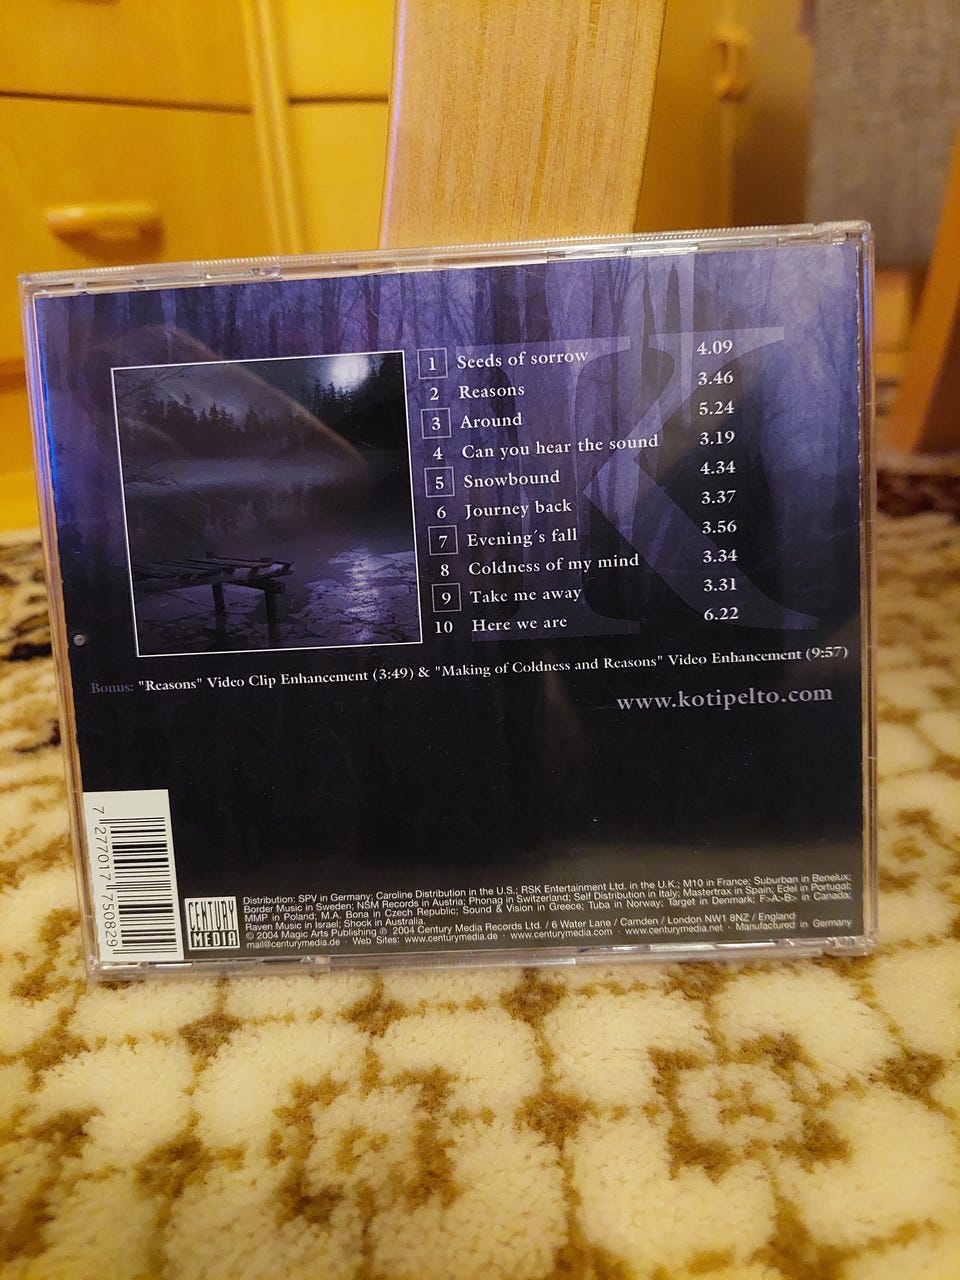 1 Seeds of sorrow 4.09
2 Reasons 3.46
3 Around 5.24
4 Can you hear the sound 3.19
5 Snowbound 4.34
6 Journey back 3.37
7 Evening´s fall 3.56
8 Coldness of my mind 3.34
9 Take me away 3.31
10 Here we are 6.22
K
Bonus: "Reasons" Video Clip Enhancement (3:49) & "Making of Coldness and Reasons" Video Enhancement (9:57)
www.kotipelto.com
7 277017 750829
CENTURY
MEDIA
Distribution: SPV in Germany; Caroline Distribution in the U.S.; RSK Entertainment Ltd. in the U.K.; M10 in France; Suburban in Benelux;
Border Music in Sweden; NSM Records in Austria; Phonag in Switzerland; Self Distribution in Italy; Mastertrax in Spain; Edel in Portugal;
MMP in Poland; M.A. Bona in Czech Republic; Sound & Vision in Greece; Tuba in Norway; Target in Denmark; F>A>B> in Canada;
Raven Music in Israel; Shock in Australia.
© 2004 Magic Arts Publishing ℗ 2004 Century Media Records Ltd. / 6 Water Lane / Camden / London NW1 8NZ / England
mail@centurymedia.de · Web Sites: www.centurymedia.de · www.centurymedia.com · www.centurymedia.net · Manufactured in Germany